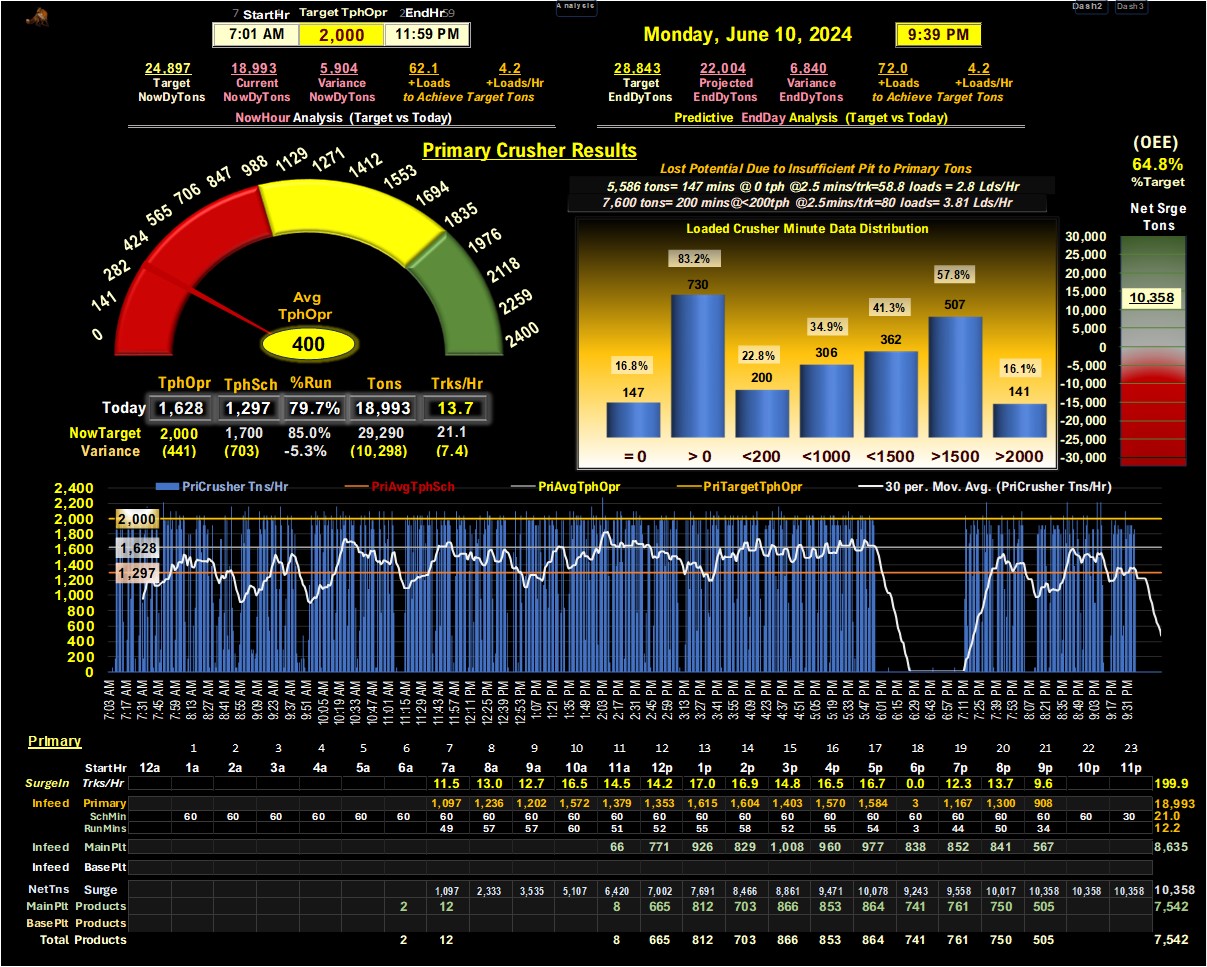 Analysis
Dash2 Dash3
7 StartHr Target TphOpr EndHr 59
7:01 AM 2,000 11:59 PM
Monday, June 10, 2024 9:39 PM
24,897 18,993 5,904 62.1 4.2
Target Current Variance +Loads +Loads/Hr
NowDyTons NowDyTons NowDyTons to Achieve Target Tons
NowHour Analysis (Target vs Today)
28,843 22,004 6,840 72.0 4.2
Target Projected Variance +Loads +Loads/Hr
EndDyTons EndDyTons EndDyTons to Achieve Target Tons
Predictive EndDay Analysis (Target vs Today)
Primary Crusher Results
0 141 282 424 565 706 847 988 1129 1271 1412 1553 1694 1835 1976 2118 2259 2400
Avg
TphOpr
400
TphOpr TphSch %Run Tons Trks/Hr
Today 1,628 1,297 79.7% 18,993 13.7
NowTarget 2,000 1,700 85.0% 29,290 21.1
Variance (441) (703) -5.3% (10,298) (7.4)
Lost Potential Due to Insufficient Pit to Primary Tons
5,586 tons= 147 mins @ 0 tph @2.5 mins/trk=58.8 loads = 2.8 Lds/Hr
7,600 tons= 200 mins@<200tph @2.5mins/trk=80 loads= 3.81 Lds/Hr
Loaded Crusher Minute Data Distribution
16.8% 83.2% 22.8% 34.9% 41.3% 57.8% 16.1%
147 730 200 306 362 507 141
= 0 > 0 <200 <1000 <1500 >1500 >2000
(OEE)
64.8%
%Target
Net Srge
Tons
30,000
25,000
20,000
15,000
10,358
10,000
5,000
0
-5,000
-10,000
-15,000
-20,000
-25,000
-30,000
PriCrusher Tns/Hr PriAvgTphSch PriAvgTphOpr PriTargetTphOpr 30 per. Mov. Avg. (PriCrusher Tns/Hr)
2,400
2,200
2,000 2,000
1,800
1,600 1,628
1,400
1,200 1,297
1,000
800
600
400
200
0
7:03 AM 7:17 AM 7:31 AM 7:45 AM 7:59 AM 8:13 AM 8:27 AM 8:41 AM 8:55 AM 9:09 AM 9:23 AM 9:37 AM 9:51 AM 10:05 AM 10:19 AM 10:33 AM 10:47 AM 11:01 AM 11:15 AM 11:29 AM 11:43 AM 11:57 AM 12:11 PM 12:25 PM 12:39 PM 12:53 PM 1:07 PM 1:21 PM 1:35 PM 1:49 PM 2:03 PM 2:17 PM 2:31 PM 2:45 PM 2:59 PM 3:13 PM 3:27 PM 3:41 PM 3:55 PM 4:09 PM 4:23 PM 4:37 PM 4:51 PM 5:05 PM 5:19 PM 5:33 PM 5:47 PM 6:01 PM 6:15 PM 6:29 PM 6:43 PM 6:57 PM 7:11 PM 7:25 PM 7:39 PM 7:53 PM 8:07 PM 8:21 PM 8:35 PM 8:49 PM 9:03 PM 9:17 PM 9:31 PM
Primary
1 2 3 4 5 6 7 8 9 10 11 12 13 14 15 16 17 18 19 20 21 22 23
StartHr 12a 1a 2a 3a 4a 5a 6a 7a 8a 9a 10a 11a 12p 1p 2p 3p 4p 5p 6p 7p 8p 9p 10p 11p
SurgeIn Trks/Hr 11.5 13.0 12.7 16.5 14.5 14.2 17.0 16.9 14.8 16.5 16.7 0.0 12.3 13.7 9.6 199.9
Infeed Primary 1,097 1,236 1,202 1,572 1,379 1,353 1,615 1,604 1,403 1,570 1,584 3 1,167 1,300 908 18,993
SchMin 60 60 60 60 60 60 60 60 60 60 60 60 60 60 60 60 60 60 60 60 60 60 30 21.0
RunMins 49 57 57 60 51 52 55 58 52 55 54 3 44 50 34 12.2
Infeed MainPlt 66 771 926 829 1,008 960 977 838 852 841 567 8,635
Infeed BasePlt
NetTns Surge 1,097 2,333 3,535 5,107 6,420 7,002 7,691 8,466 8,861 9,471 10,078 9,243 9,558 10,017 10,358 10,358 10,358 10,358
MainPlt Products 2 12 8 665 812 703 866 853 864 741 761 750 505 7,542
BasePlt Products
Total Products 2 12 8 665 812 703 866 853 864 741 761 750 505 7,542